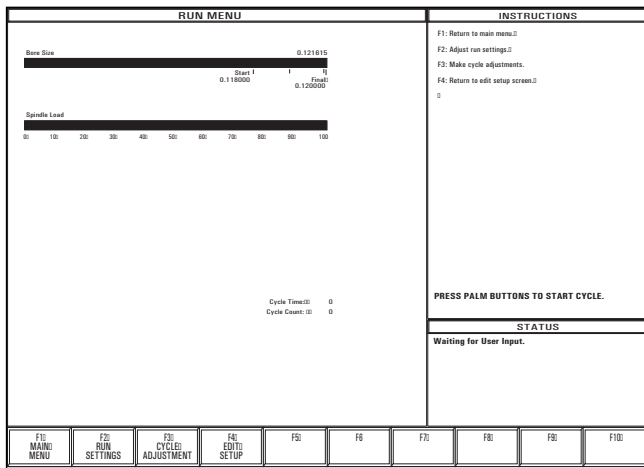 RUN MENU
Bore Size 0.121615
Start
0.118000
Final
0.120000
Spindle Load
0 10 20 30 40 50 60 70 80 90 100
Cycle Time: 0
Cycle Count: 0
INSTRUCTIONS
F1: Return to main menu.
F2: Adjust run settings.
F3: Make cycle adjustments.
F4: Return to edit setup screen.
PRESS PALM BUTTONS TO START CYCLE.
STATUS
Waiting for User Input.
F1 MAIN MENU
F2 RUN SETTINGS
F3 CYCLE ADJUSTMENT
F4 EDIT SETUP
F5
F6
F7
F8
F9
F10